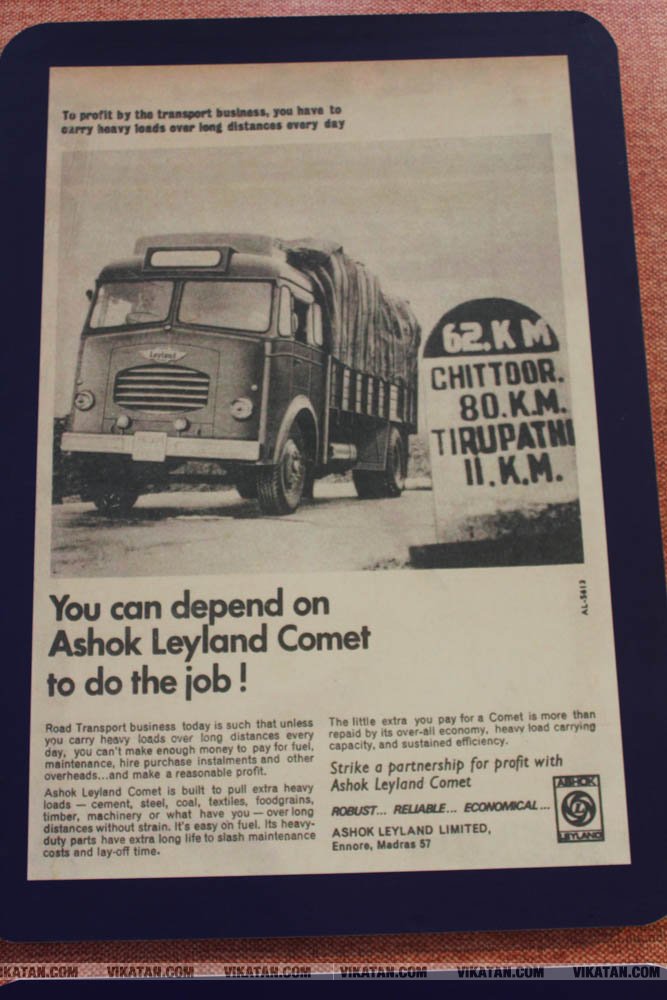 To profit by the transport business, you have to
carry heavy loads over long distances every day
Leyland
62.KM
CHITTOOR.
80.K.M.
TIRUPATHI
11.K.M.
AL-5613
You can depend on
Ashok Leyland Comet
to do the job!
Road Transport business today is such that unless
you carry heavy loads over long distances every
day, you can't make enough money to pay for fuel,
maintenance, hire purchase instalments and other
overheads...and make a reasonable profit.
Ashok Leyland Comet is built to pull extra heavy
loads — cement, steel, coal, textiles, foodgrains,
timber, machinery or what have you — over long
distances without strain. It's easy on fuel. Its heavy-
duty parts have extra long life to slash maintenance
costs and lay-off time.
The little extra you pay for a Comet is more than
repaid by its over-all economy, heavy load carrying
capacity, and sustained efficiency.
Strike a partnership for profit with
Ashok Leyland Comet
ROBUST... RELIABLE... ECONOMICAL...
ASHOK LEYLAND LIMITED,
Ennore, Madras 57
ASHOK
LEYLAND
VIKATAN.COM VIKATAN.COM VIKATAN.COM VIKATAN.COM VIKATAN.COM VIKATAN.COM